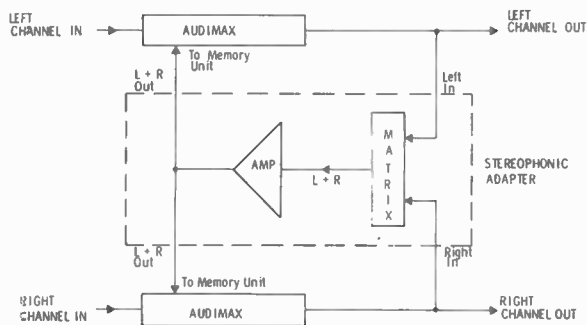 LEFT
CHANNEL IN
AUDIMAX
LEFT
CHANNEL OUT
To Memory
Unit
L + R
Out
Left
In
MATRIX
AMP
L + R
STEREOPHONIC
ADAPTER
L + R
Out
Right
In
To Memory Unit
RIGHT
CHANNEL IN
AUDIMAX
RIGHT
CHANNEL OUT